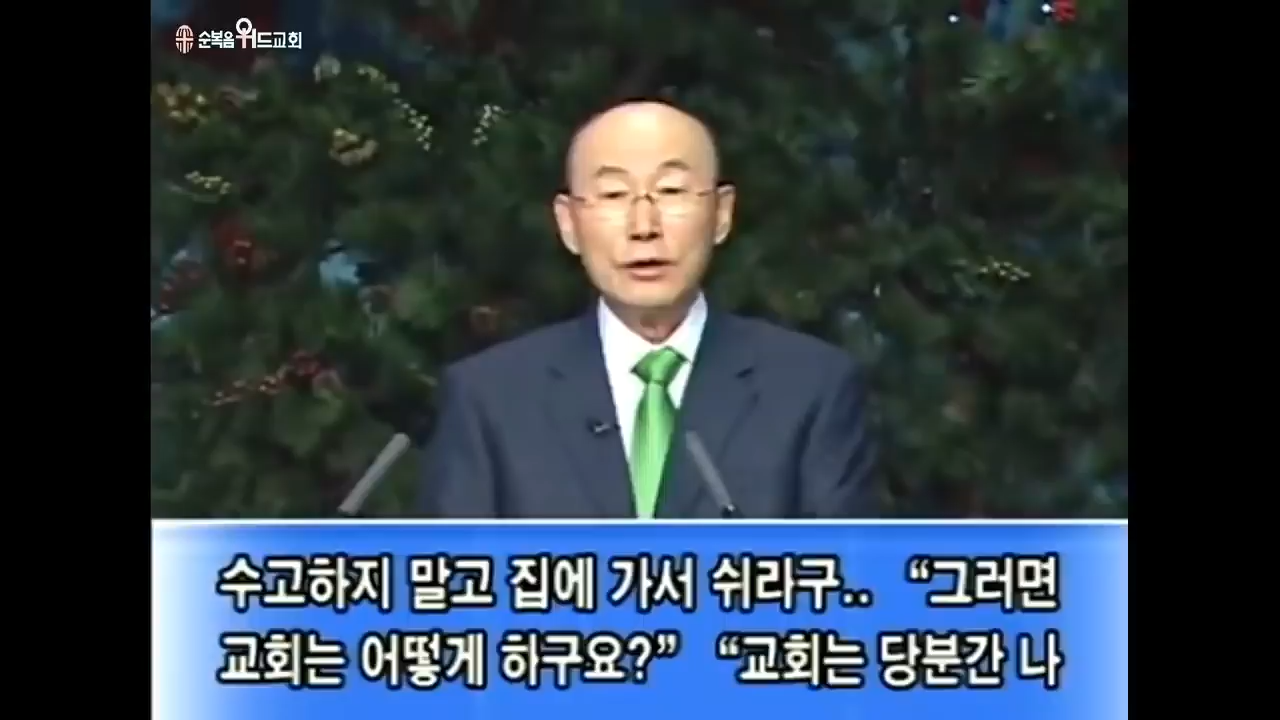 순복음위드교회
수고하지 말고 집에 가서 쉬라구.. “그러면
교회는 어떻게 하구요?” “교회는 당분간 나